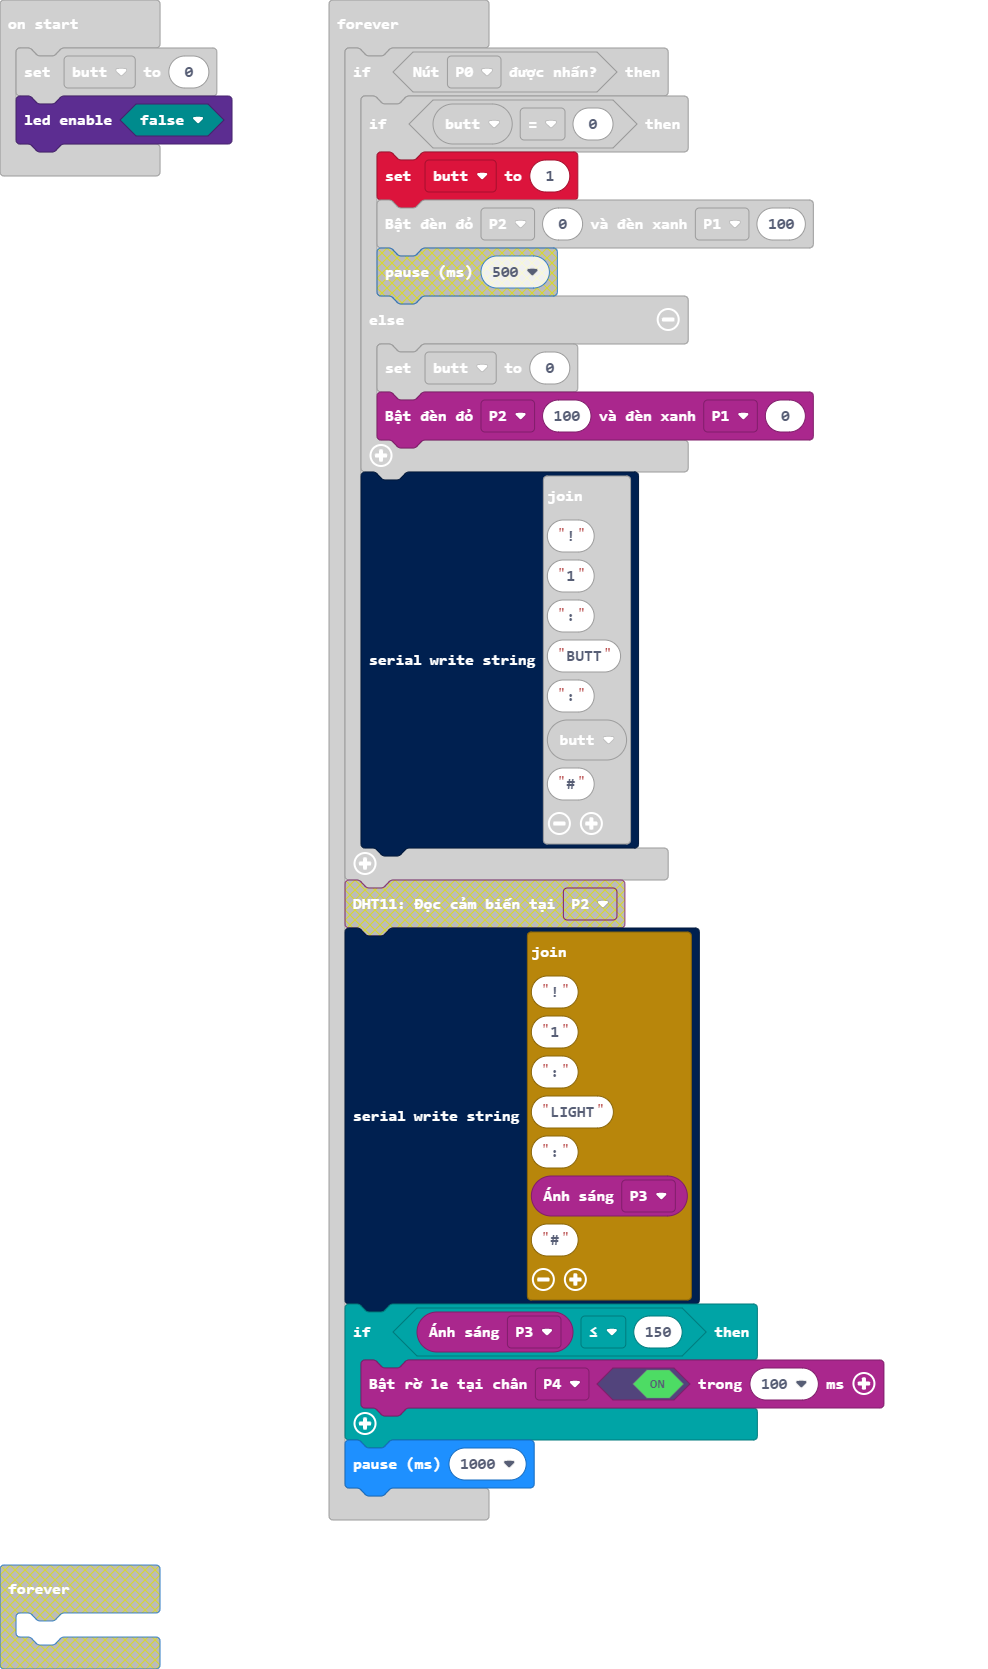 on start
set butt to 0
led enable false
forever
if Nút P0 được nhấn? then
if butt = 0 then
set butt to 1
Bật đèn đỏ P2 0 và đèn xanh P1 100
pause (ms) 500
else
set butt to 0
Bật đèn đỏ P2 100 và đèn xanh P1 0
serial write string
join
"!"
"1"
":"
"BUTT"
":"
butt
"#"
DHT11: Đọc cảm biến tại P2
serial write string
join
"!"
"1"
":"
"LIGHT"
":"
Ánh sáng P3
"#"
if Ánh sáng P3 ≤ 150 then
Bật rờ le tại chân P4 ON trong 100 ms
pause (ms) 1000
forever